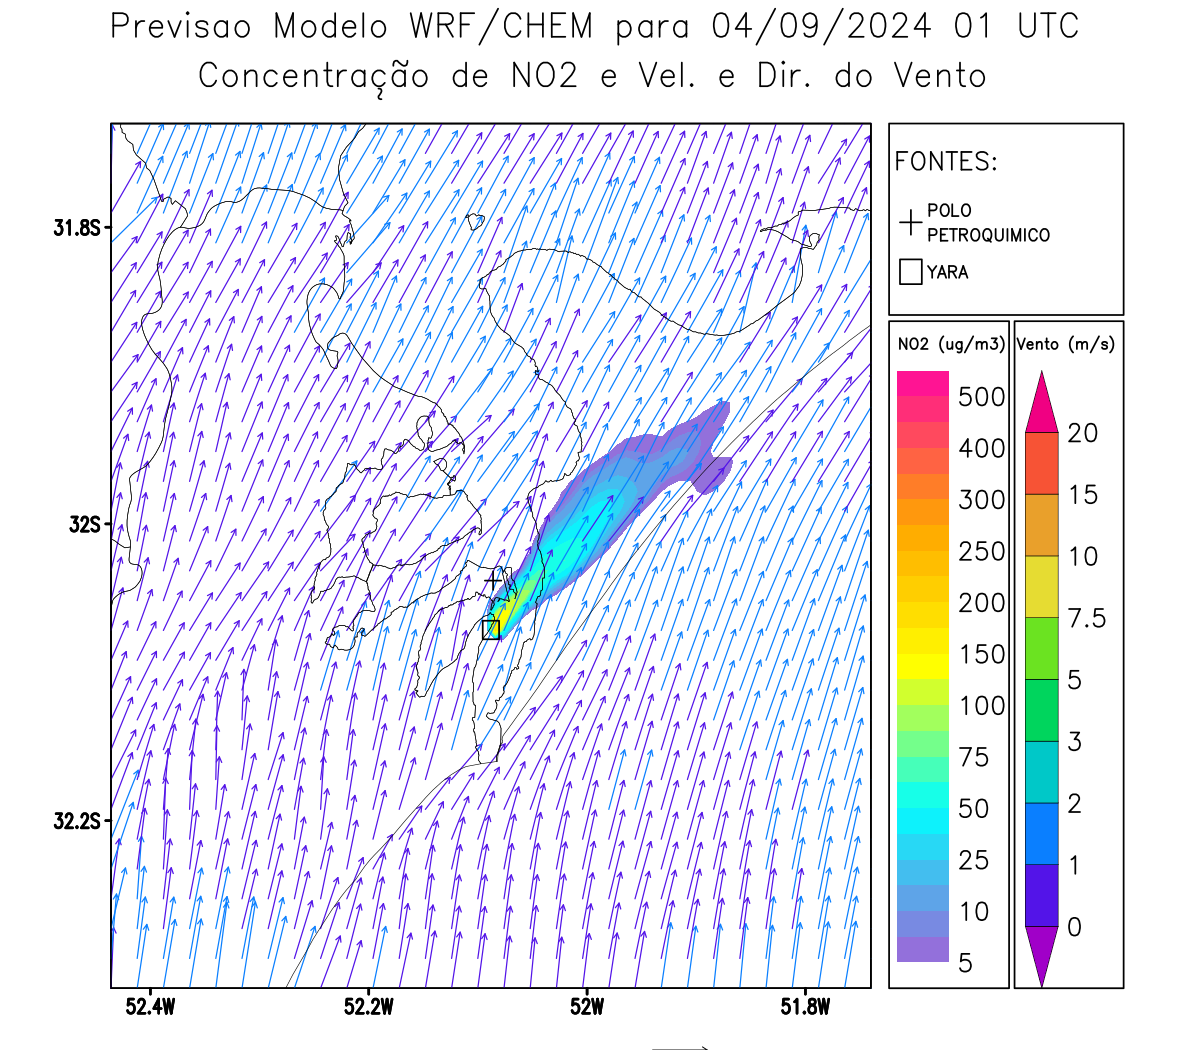 Previsao Modelo WRF/CHEM para 04/09/2024 01 UTC
Concentração de NO2 e Vel. e Dir. do Vento
FONTES:
POLO
PETROQUIMICO
YARA
31.8S
32S
32.2S
52.4W
52.2W
52W
51.8W
NO2 (ug/m3)
500
400
300
250
200
150
100
75
50
25
10
5
Vento (m/s)
20
15
10
7.5
5
3
2
1
0